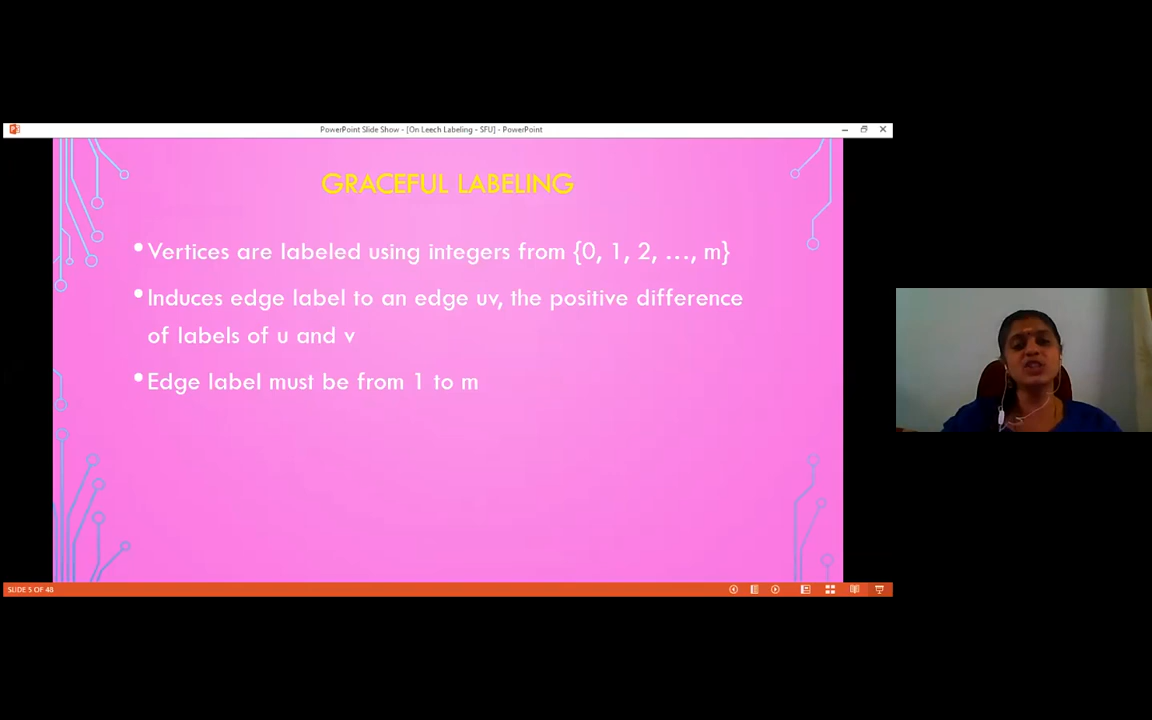 PowerPoint Slide Show - [On Leech Labeling - SFU] - PowerPoint
GRACEFUL LABELING
•Vertices are labeled using integers from {0, 1, 2, …, m}
•Induces edge label to an edge uv, the positive difference
of labels of u and v
•Edge label must be from 1 to m
SLIDE 5 OF 48